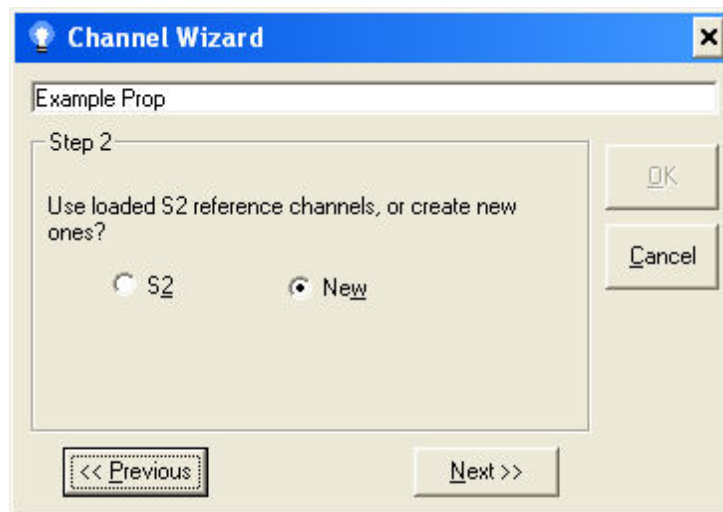 Channel Wizard
Example Prop
Step 2
Use loaded S2 reference channels, or create new
ones?
S2
New
OK
Cancel
<< Previous
Next >>